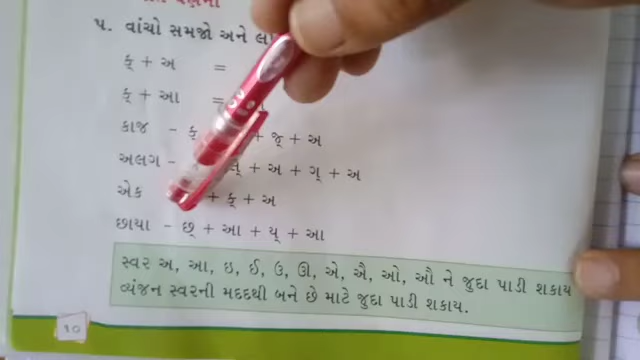 ૫. વાંચો સમજો અને
ક્ + અ =
ક્ + આ =
કાજ - ક્ + જ્ + અ
અલગ - લ્ + અ + ગ્ + અ
એક + ક્ + અ
છાયા - છ્ + આ + ય્ + આ
સ્વર અ, આ, ઇ, ઈ, ઉ, ઊ, એ, ઐ, ઓ, ઔ ને જુદા પાડી શકાય
વ્યંજન સ્વરની મદદથી બને છે માટે જુદા પાડી શકાય.
૧૦